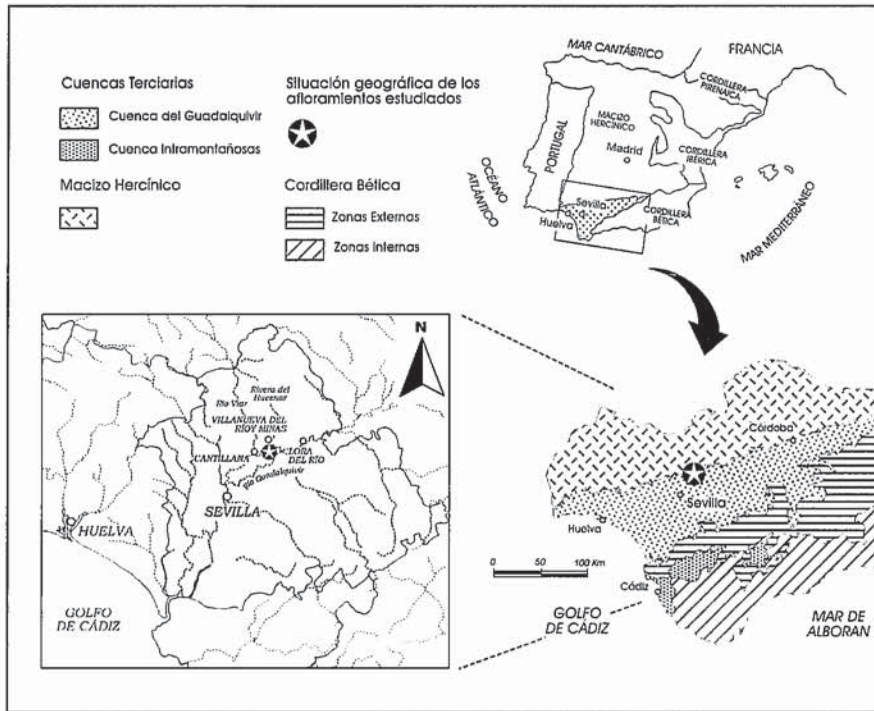 Cuencas Terciarias
Cuenca del Guadalquivir
Cuenca Intramontañosas
Macizo Hercínico
Situación geográfica de los
afloramientos estudiados
Cordillera Bética
Zonas Externas
Zonas Internas
MAR CANTÁBRICO
FRANCIA
CORDILLERA
PIRENAICA
MACIZO
HERCÍNICO
Madrid
PORTUGAL
CORDILLERA
IBÉRICA
OCÉANO
ATLÁNTICO
Sevilla
Huelva
CORDILLERA
BÉTICA
MAR MEDITERRÁNEO
N
Rivera del
Huesnar
Río Viar
VILLANUEVA DEL
RÍO Y MINAS
CANTILLANA
LORA
DEL RÍO
Río Guadalquivir
SEVILLA
HUELVA
GOLFO
DE CÁDIZ
Córdoba
Sevilla
Huelva
0 50 100 Km
Cádiz
GOLFO
DE CÁDIZ
MAR DE
ALBORAN